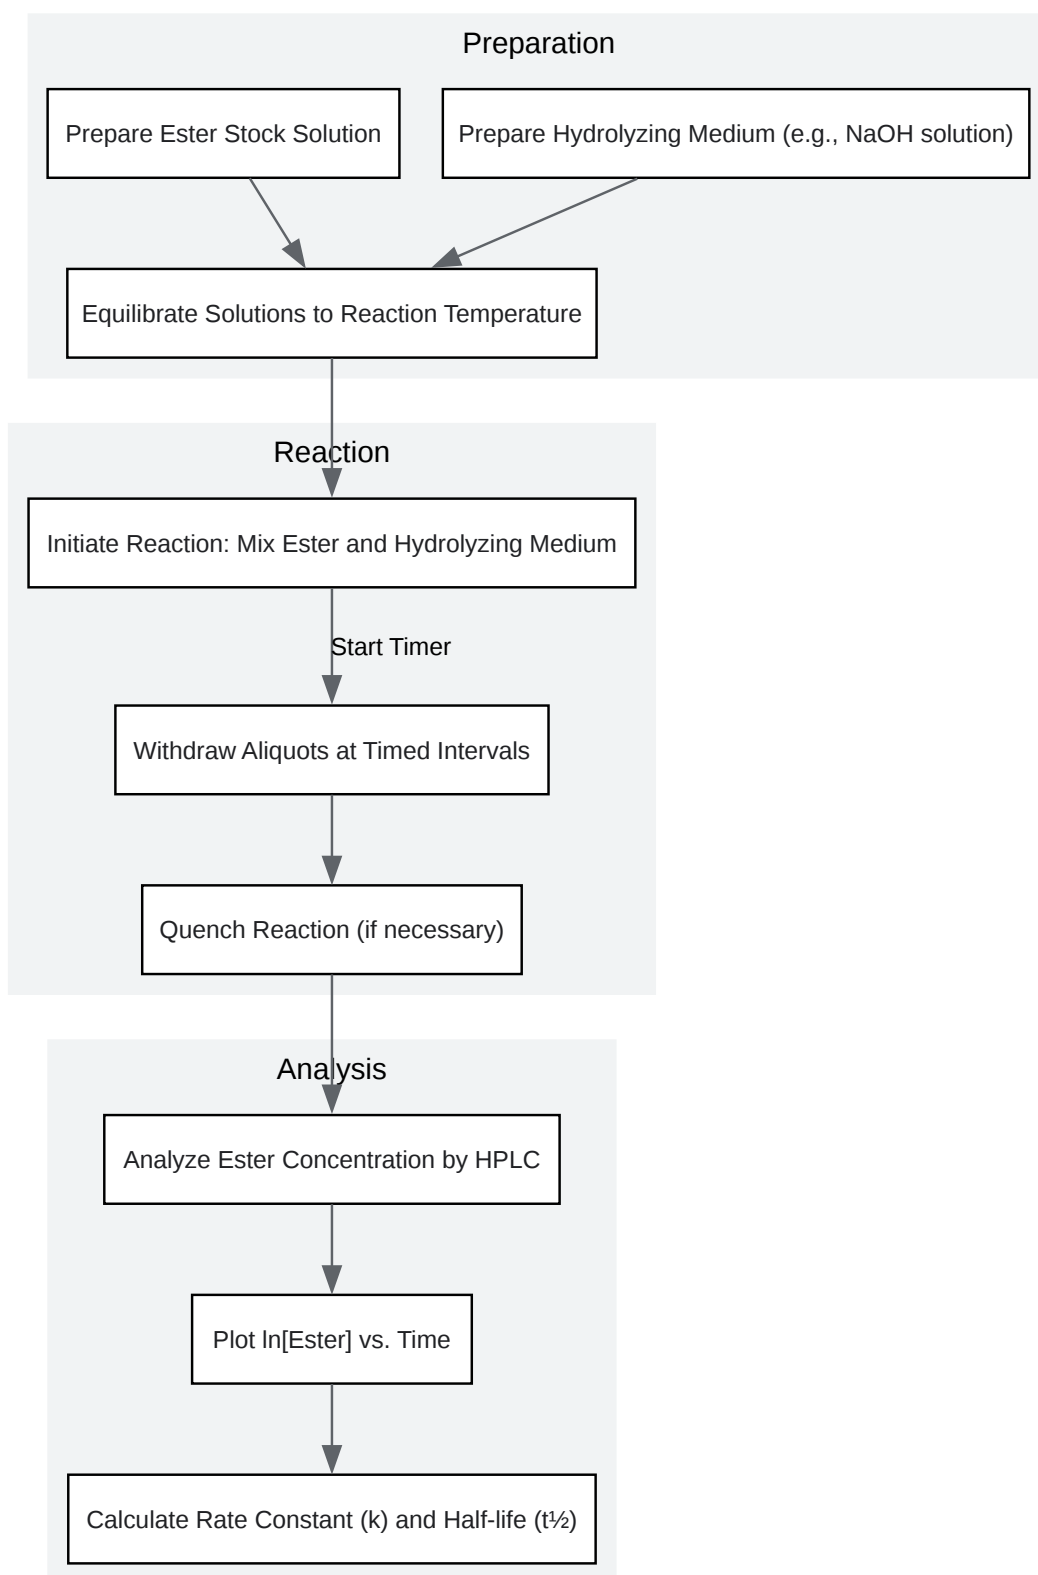 Preparation
Prepare Ester Stock Solution
Prepare Hydrolyzing Medium (e.g., NaOH solution)
Equilibrate Solutions to Reaction Temperature
Reaction
Initiate Reaction: Mix Ester and Hydrolyzing Medium
Start Timer
Withdraw Aliquots at Timed Intervals
Quench Reaction (if necessary)
Analysis
Analyze Ester Concentration by HPLC
Plot ln[Ester] vs. Time
Calculate Rate Constant (k) and Half-life (t½)